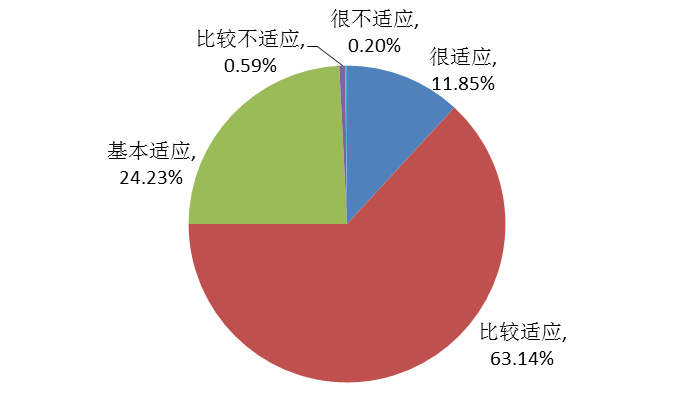 很不适应,
0.20%
比较不适应,
0.59%
很适应,
11.85%
基本适应,
24.23%
比较适应,
63.14%